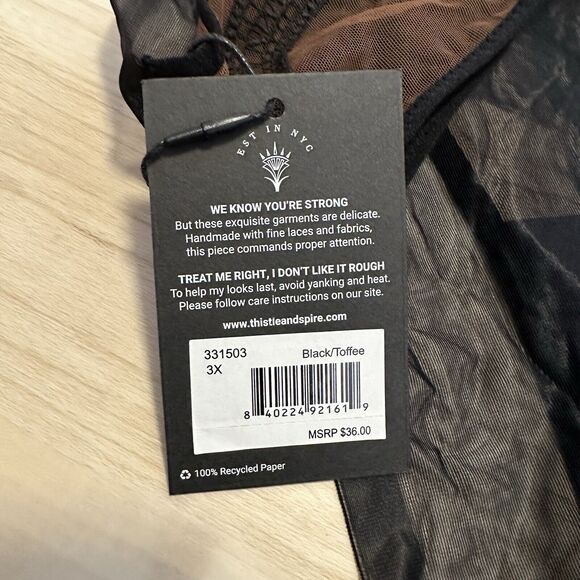 EST IN NYC
WE KNOW YOU'RE STRONG
But these exquisite garments are delicate.
Handmade with fine laces and fabrics,
this piece commands proper attention.
TREAT ME RIGHT, I DON'T LIKE IT ROUGH
To help my looks last, avoid yanking and heat.
Please follow care instructions on our site.
www.thistleandspire.com
331503 Black/Toffee
3X
8 40224 92161 9
MSRP $36.00
100% Recycled Paper